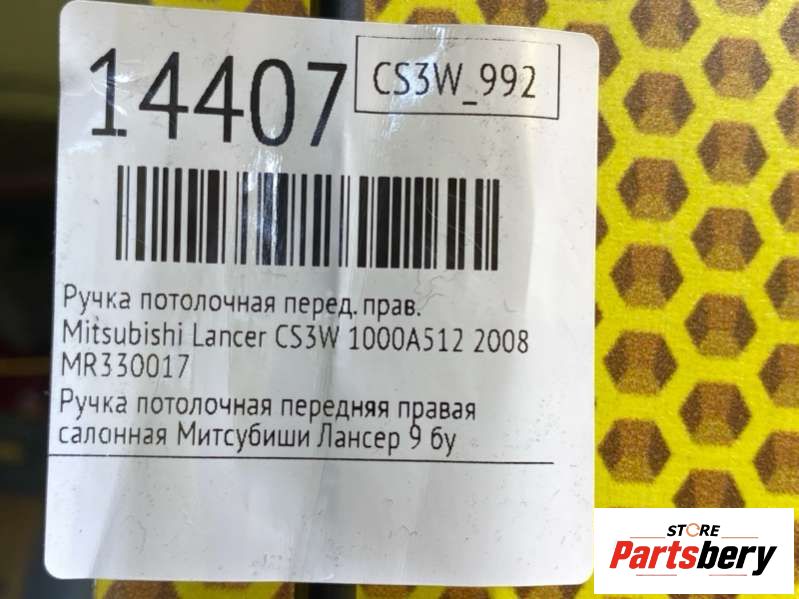 14407
CS3W_992
Ручка потолочная перед. прав.
Mitsubishi Lancer CS3W 1000A512 2008
MR330017
Ручка потолочная передняя правая
салонная Митсубиши Лансер 9 бу
STORE
Partsbery